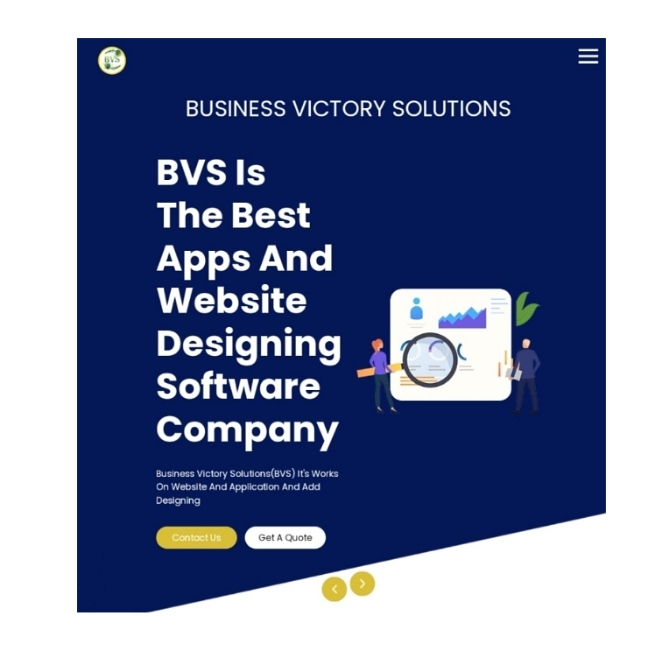 BVS
BUSINESS VICTORY SOLUTIONS
BVS Is
The Best
Apps And
Website
Designing
Software
Company
Business Victory Solutions(BVS) It's Works
On Website And Application And Add
Designing
Contact Us
Get A Quote